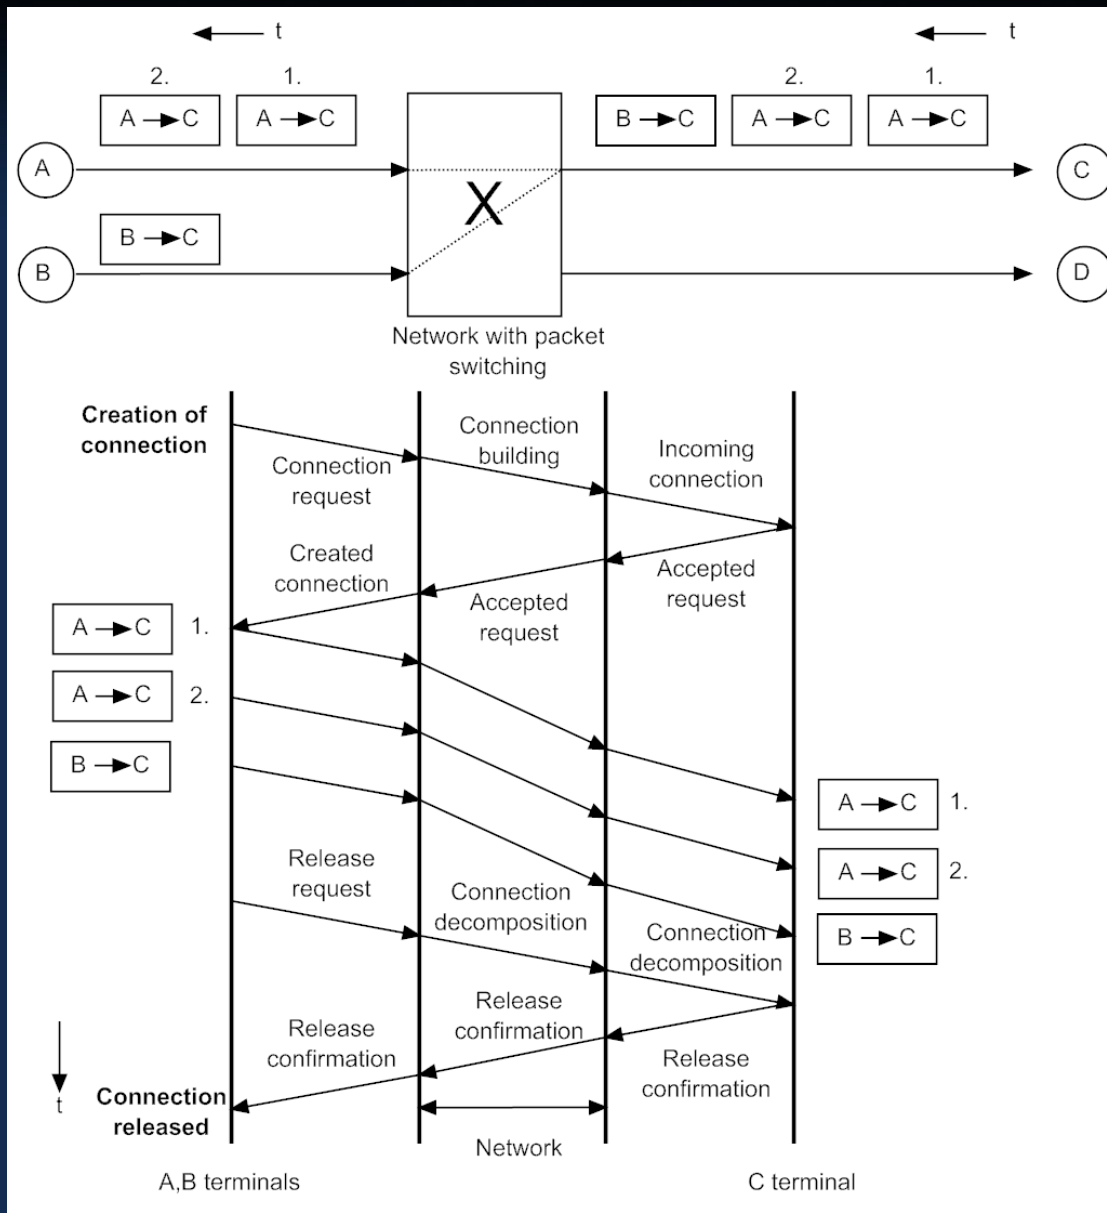 t
t
2.
1.
2.
1.
A → C
A → C
B → C
A → C
A → C
A
C
X
B → C
B
D
Network with packet
switching
Creation of
connection
Connection
building
Incoming
connection
Connection
request
Created
connection
Accepted
request
Accepted
request
A → C
1.
A → C
2.
B → C
A → C
1.
A → C
2.
B → C
Release
request
Connection
decomposition
Connection
decomposition
Release
confirmation
Release
confirmation
Release
confirmation
t
Connection
released
Network
A,B terminals
C terminal